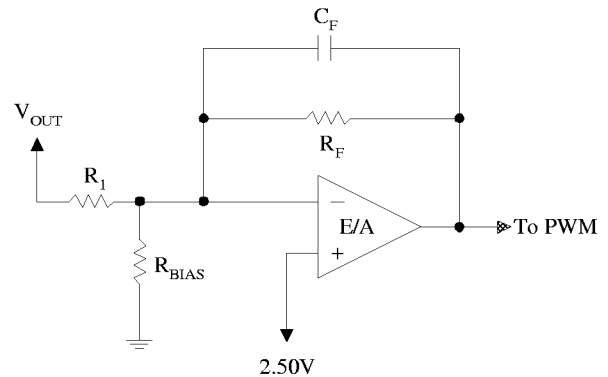 C_F
V_OUT
R_F
R_1
−
E/A
To PWM
+
R_BIAS
2.50V